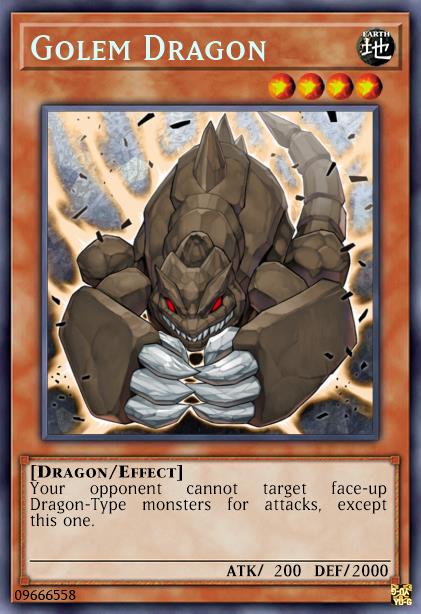 Golem Dragon
EARTH
地
[Dragon/Effect]
Your opponent cannot target face-up
Dragon-Type monsters for attacks, except
this one.
ATK/ 200 DEF/2000
09666558